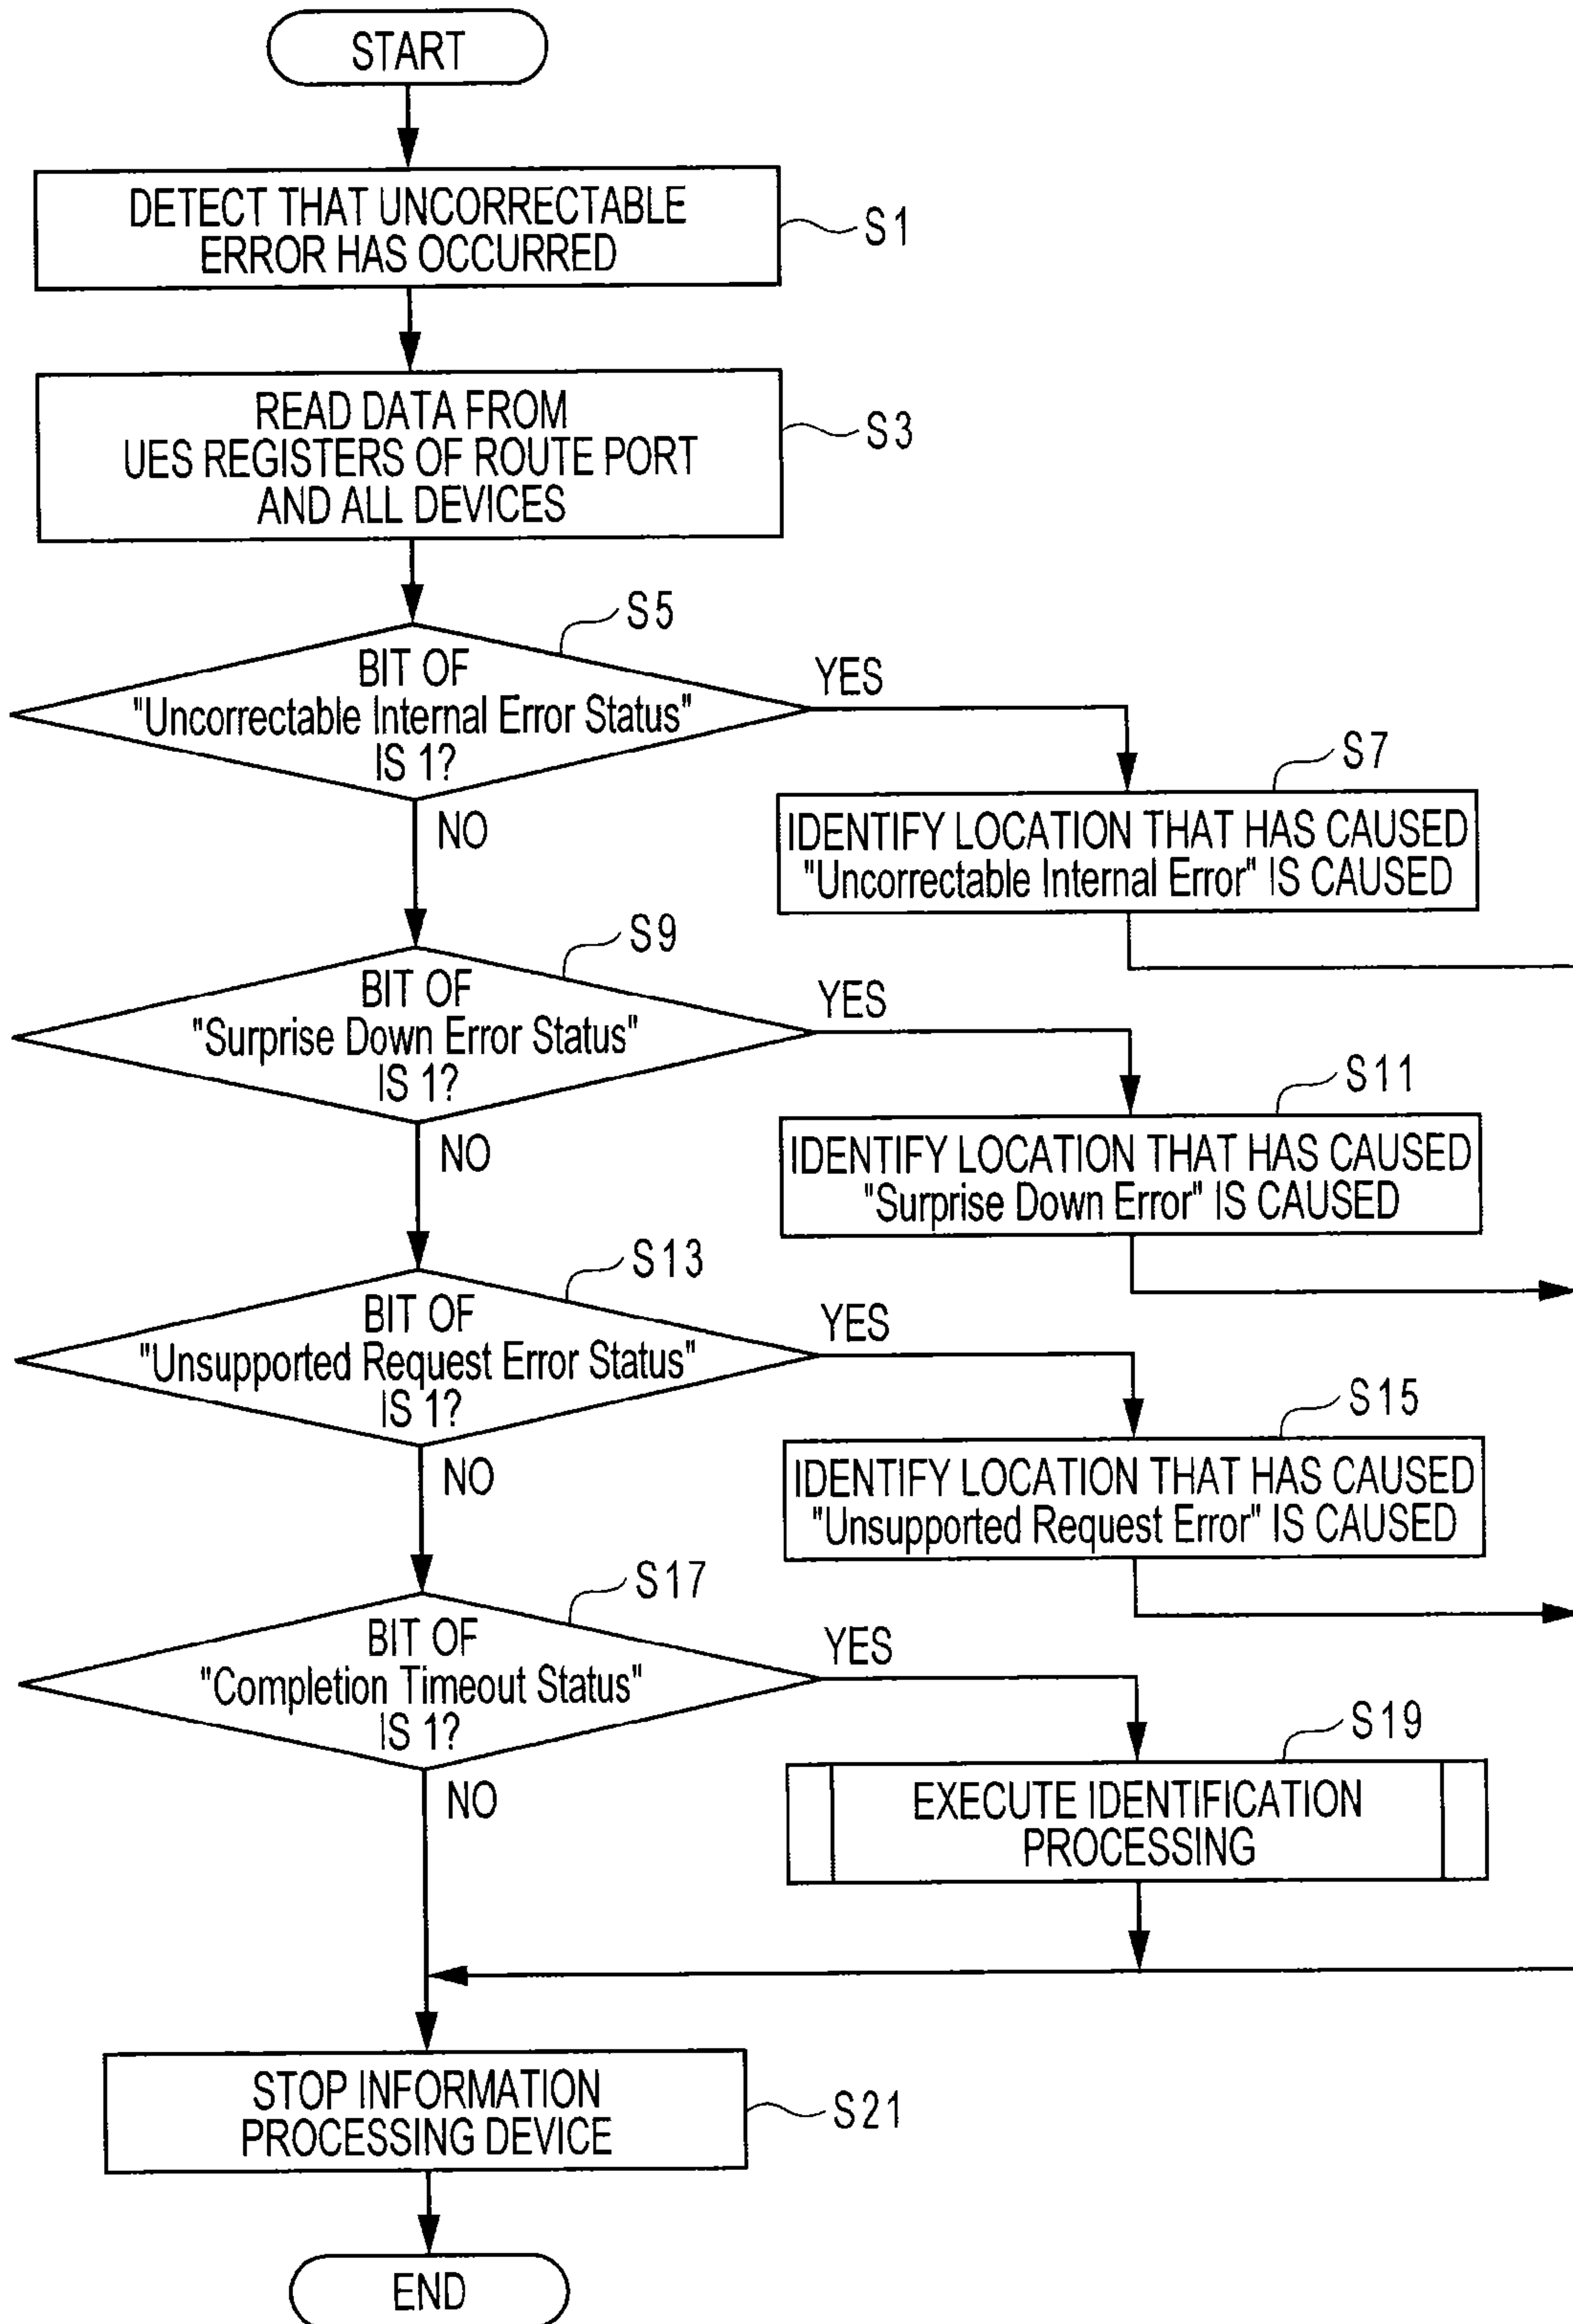 START
DETECT THAT UNCORRECTABLE
ERROR HAS OCCURRED
S1
READ DATA FROM
UES REGISTERS OF ROUTE PORT
AND ALL DEVICES
S3
S5
BIT OF
"Uncorrectable Internal Error Status"
IS 1?
YES
NO
S7
IDENTIFY LOCATION THAT HAS CAUSED
"Uncorrectable Internal Error" IS CAUSED
S9
BIT OF
"Surprise Down Error Status"
IS 1?
YES
NO
S11
IDENTIFY LOCATION THAT HAS CAUSED
"Surprise Down Error" IS CAUSED
S13
BIT OF
"Unsupported Request Error Status"
IS 1?
YES
NO
S15
IDENTIFY LOCATION THAT HAS CAUSED
"Unsupported Request Error" IS CAUSED
S17
BIT OF
"Completion Timeout Status"
IS 1?
YES
NO
S19
EXECUTE IDENTIFICATION
PROCESSING
STOP INFORMATION
PROCESSING DEVICE
S21
END